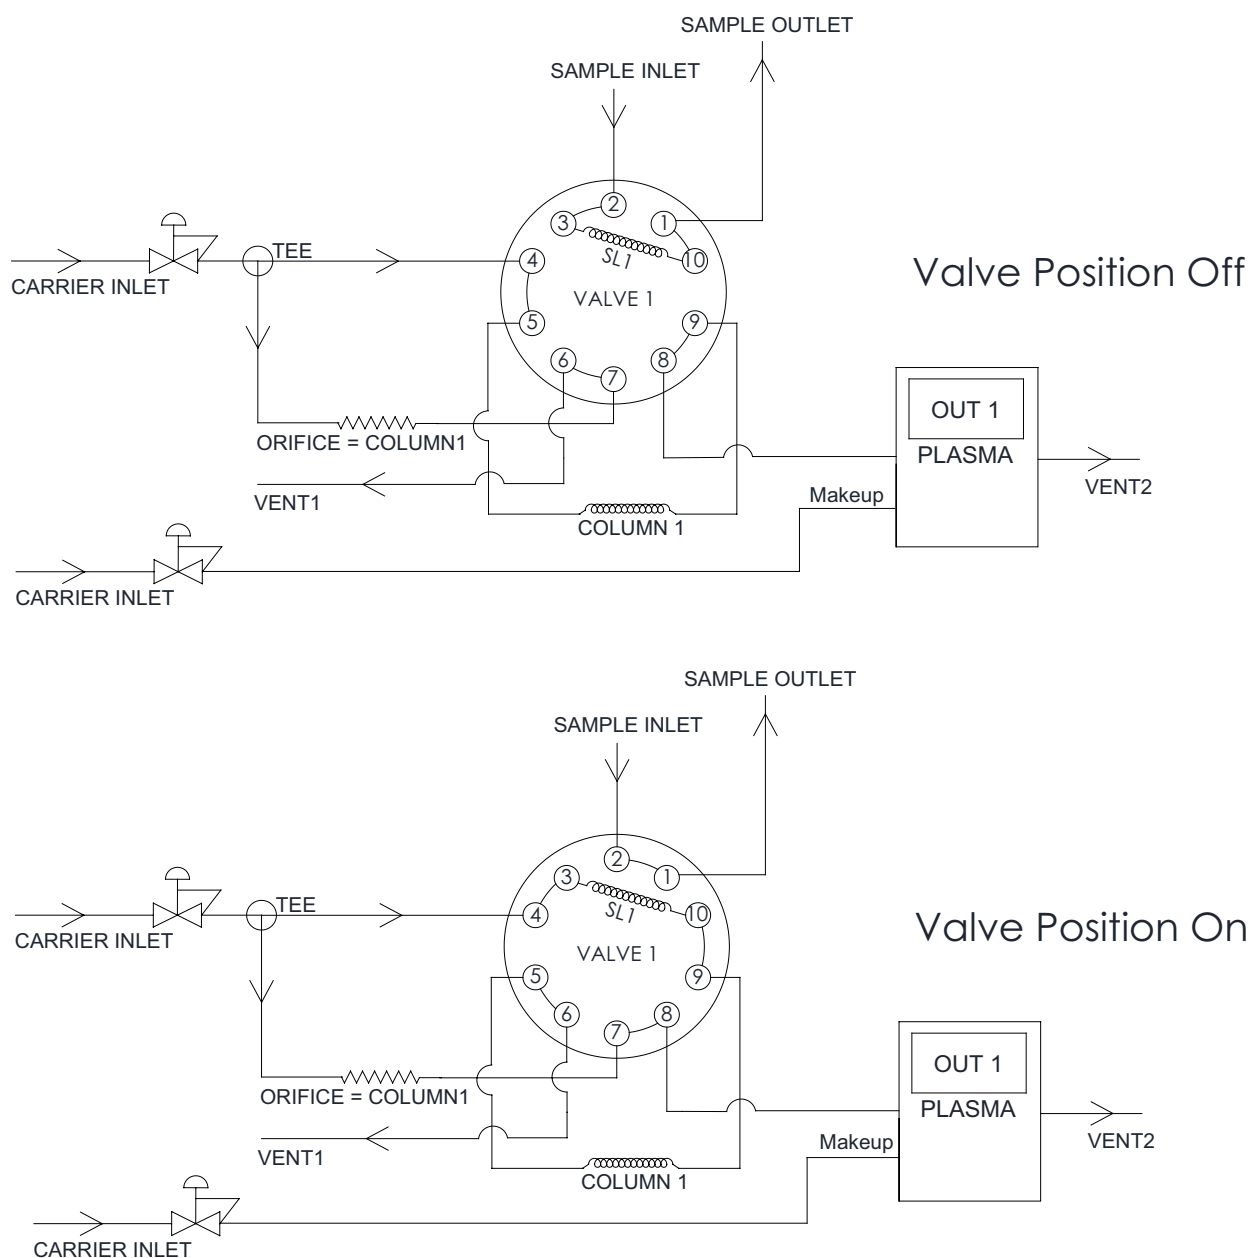 SAMPLE OUTLET
SAMPLE INLET
2
3
1
TEE
4
SL1
10
Valve Position Off
CARRIER INLET
VALVE 1
5
9
6
8
7
OUT 1
ORIFICE = COLUMN1
PLASMA
VENT1
Makeup
VENT2
COLUMN 1
CARRIER INLET
SAMPLE OUTLET
SAMPLE INLET
2
3
1
TEE
4
SL1
10
Valve Position On
CARRIER INLET
VALVE 1
5
9
6
8
7
OUT 1
ORIFICE = COLUMN1
PLASMA
VENT1
Makeup
VENT2
COLUMN 1
CARRIER INLET